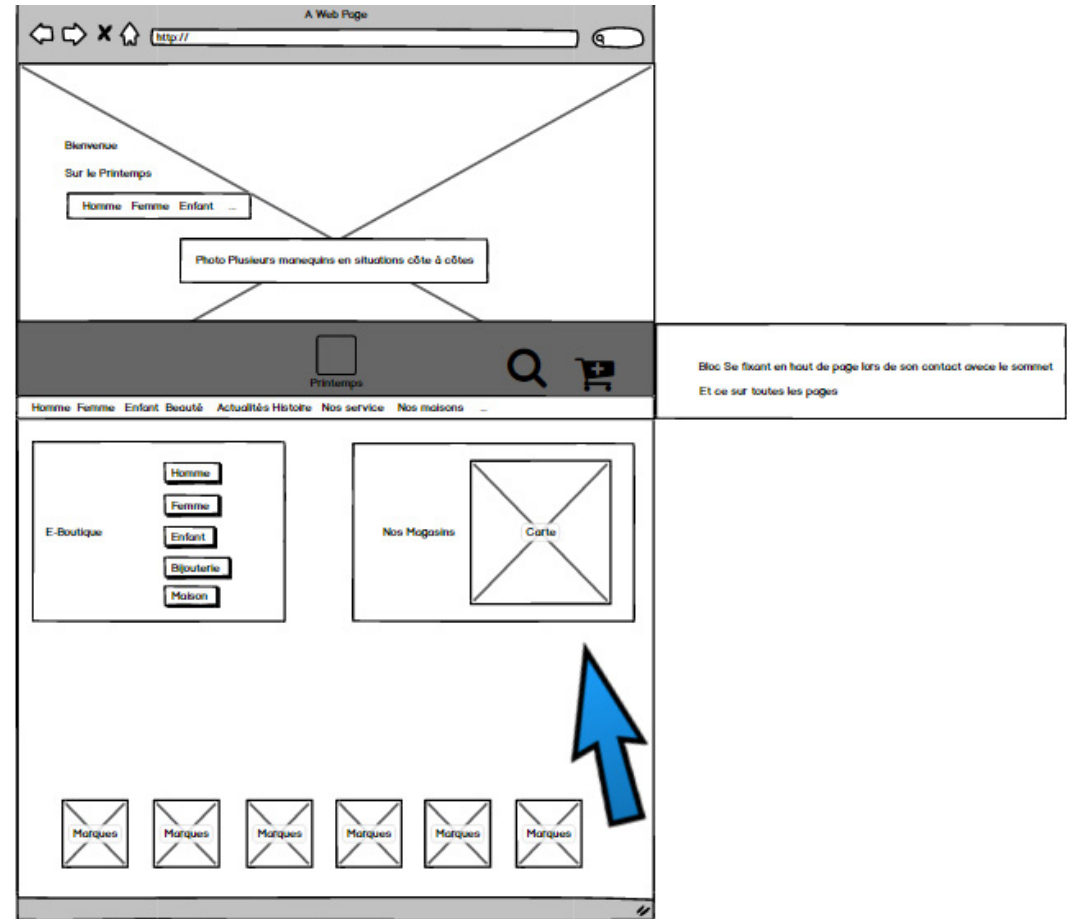 A Web Page
http://
Bienvenue
Sur le Printemps
Homme Femme Enfant ...
Photo Plusieurs manequins en situations côte à côtes
Printemps
Bloc Se fixant en haut de page lors de son contact avece le sommet
Et ce sur toutes les pages
Homme Femme Enfant Beauté Actualités Histoire Nos service Nos maisons ...
E-Boutique
Homme
Femme
Enfant
Bijouterie
Maison
Nos Magasins
Carte
Marques Marques Marques Marques Marques Marques